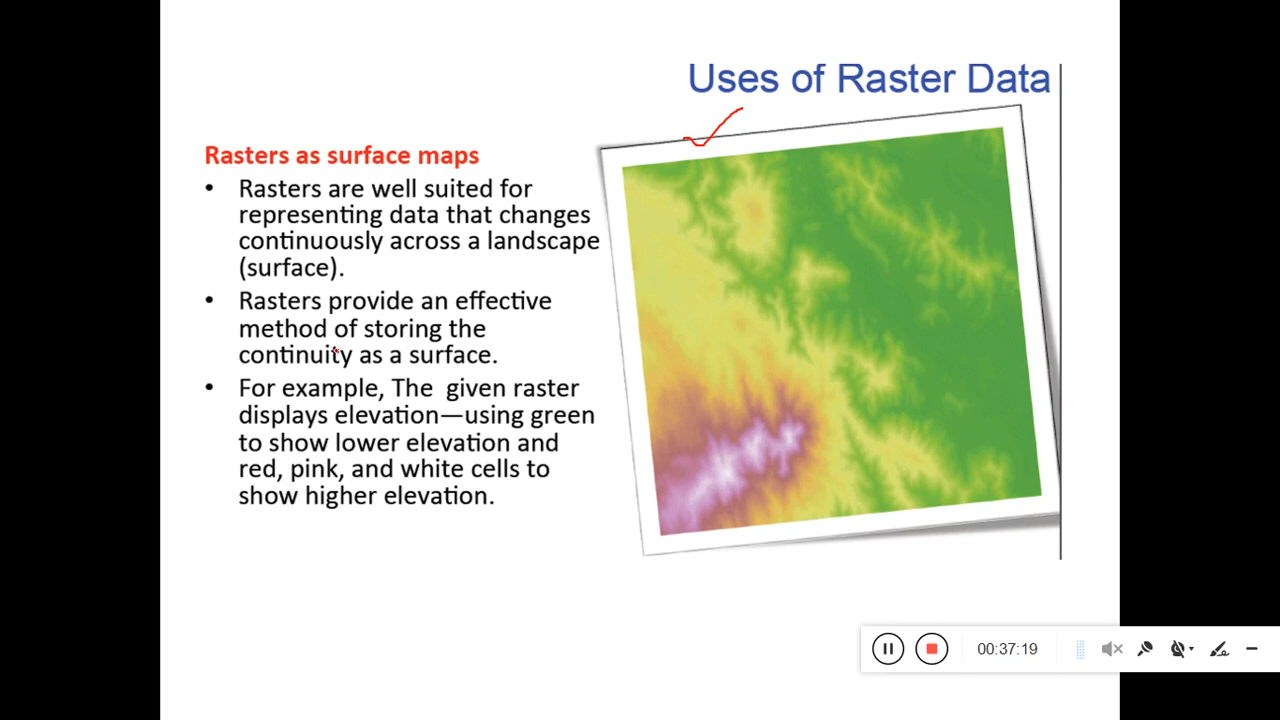 Uses of Raster Data
Rasters as surface maps
• Rasters are well suited for
representing data that changes
continuously across a landscape
(surface).
• Rasters provide an effective
method of storing the
continuity as a surface.
• For example, The given raster
displays elevation—using green
to show lower elevation and
red, pink, and white cells to
show higher elevation.
00:37:19